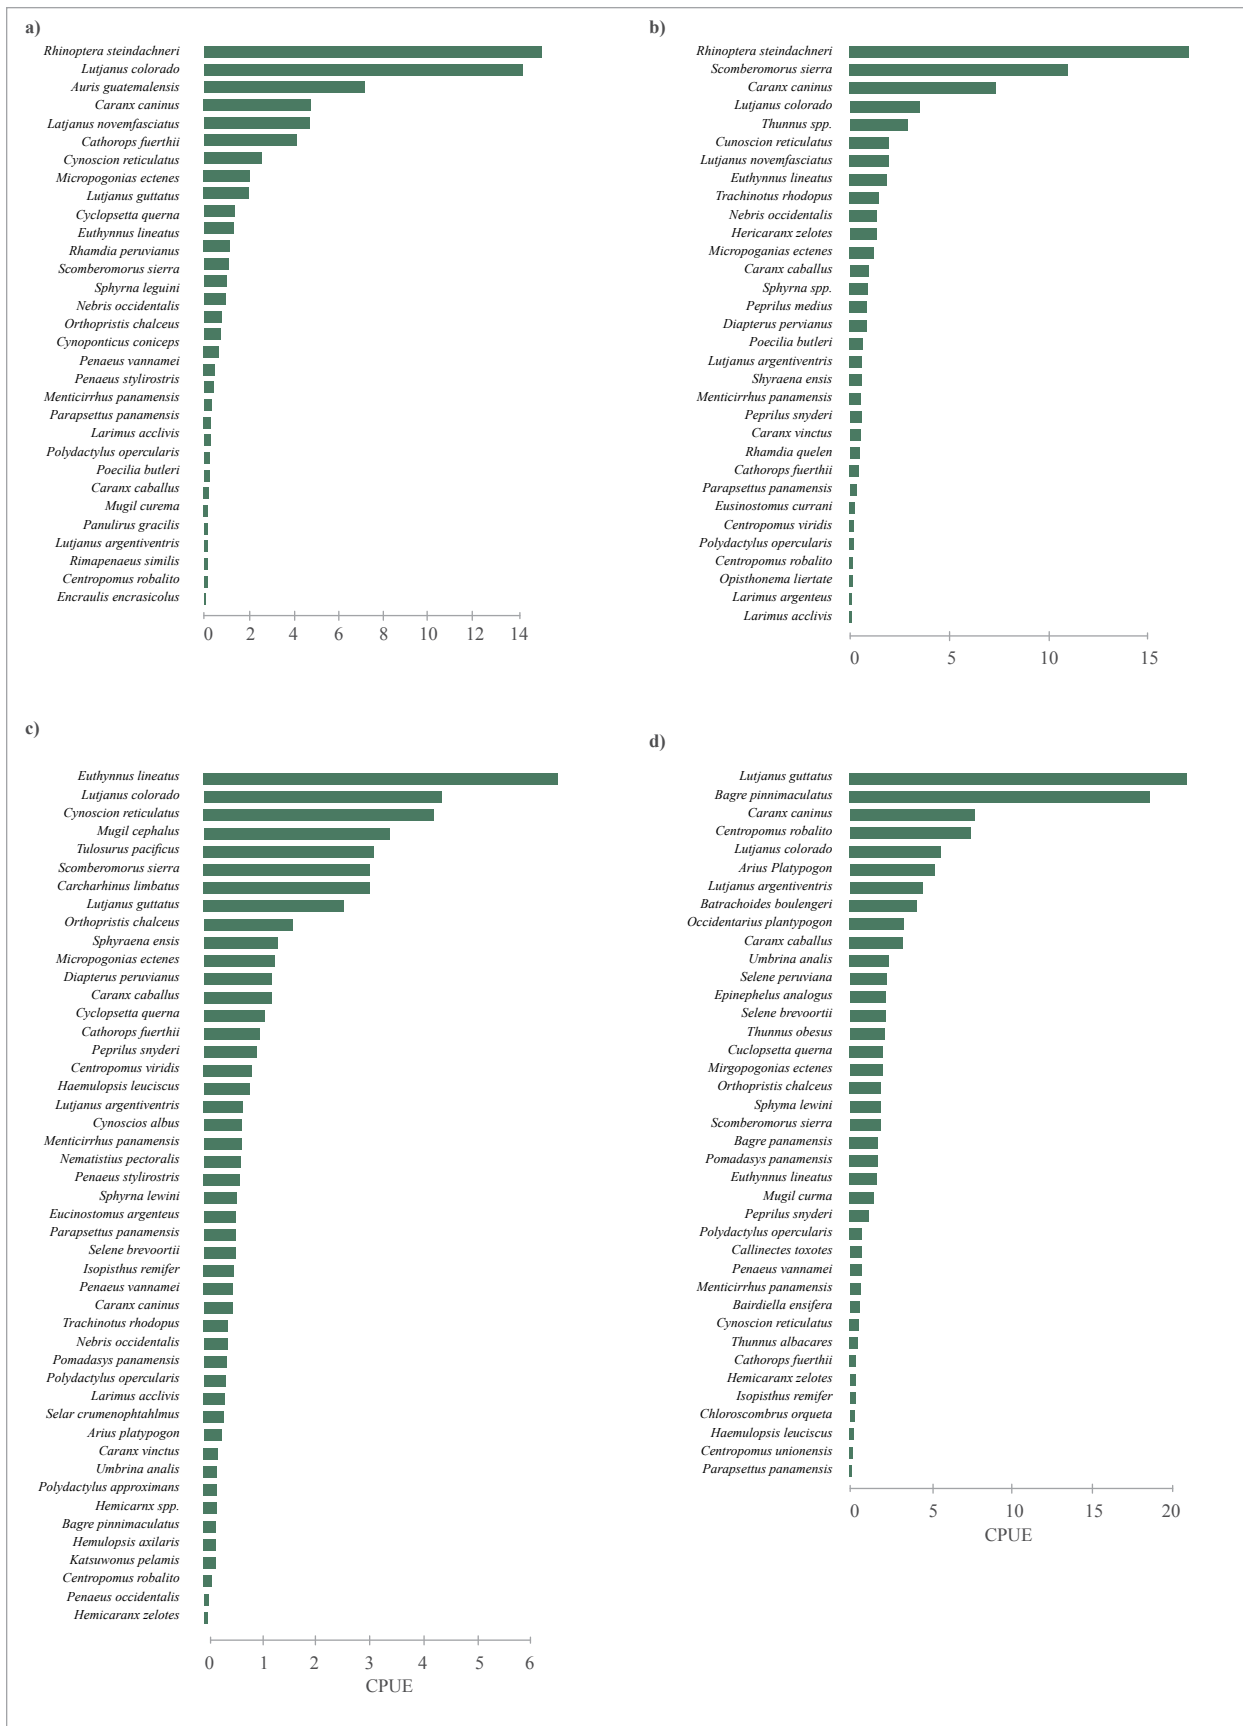 a)
Rhinoptera steindachneri
Lutjanus colorado
Auris guatemalensis
Caranx caninus
Latjanus novemfasciatus
Cathorops fuerthii
Cynoscion reticulatus
Micropogonias ectenes
Lutjanus guttatus
Cyclopsetta querna
Euthynnus lineatus
Rhamdia peruvianus
Scomberomorus sierra
Sphyrna leguini
Nebris occidentalis
Orthopristis chalceus
Cynoponticus coniceps
Penaeus vannamei
Penaeus stylirostris
Menticirrhus panamensis
Parapsettus panamensis
Larimus acclivis
Polydactylus opercularis
Poecilia butleri
Caranx caballus
Mugil curema
Panulirus gracilis
Lutjanus argentiventris
Rimapenaeus similis
Centropomus robalito
Encraulis encrasicolus
0 2 4 6 8 10 12 14
b)
Rhinoptera steindachneri
Scomberomorus sierra
Caranx caninus
Lutjanus colorado
Thunnus spp.
Cunoscion reticulatus
Lutjanus novemfasciatus
Euthynnus lineatus
Trachinotus rhodopus
Nebris occidentalis
Hericaranx zelotes
Micropoganias ectenes
Caranx caballus
Sphyrna spp.
Peprilus medius
Diapterus pervianus
Poecilia butleri
Lutjanus argentiventris
Shyraena ensis
Menticirrhus panamensis
Peprilus snyderi
Caranx vinctus
Rhamdia quelen
Cathorops fuerthii
Parapsettus panamensis
Eusinostomus currani
Centropomus viridis
Polydactylus opercularis
Centropomus robalito
Opisthonema liertate
Larimus argenteus
Larimus acclivis
0 5 10 15
c)
Euthynnus lineatus
Lutjanus colorado
Cynoscion reticulatus
Mugil cephalus
Tulosurus pacificus
Scomberomorus sierra
Carcharhinus limbatus
Lutjanus guttatus
Orthopristis chalceus
Sphyraena ensis
Micropogonias ectenes
Diapterus peruvianus
Caranx caballus
Cyclopsetta querna
Cathorops fuerthii
Peprilus snyderi
Centropomus viridis
Haemulopsis leuciscus
Lutjanus argentiventris
Cynoscios albus
Menticirrhus panamensis
Nematistius pectoralis
Penaeus stylirostris
Sphyrna lewini
Eucinostomus argenteus
Parapsettus panamensis
Selene brevoortii
Isopisthus remifer
Penaeus vannamei
Caranx caninus
Trachinotus rhodopus
Nebris occidentalis
Pomadasys panamensis
Polydactylus opercularis
Larimus acclivis
Selar crumenophtahlmus
Arius platypogon
Caranx vinctus
Umbrina analis
Polydactylus approximans
Hemicarnx spp.
Bagre pinnimaculatus
Hemulopsis axilaris
Katsuwonus pelamis
Centropomus robalito
Penaeus occidentalis
Hemicaranx zelotes
0 1 2 3 4 5 6
CPUE
d)
Lutjanus guttatus
Bagre pinnimaculatus
Caranx caninus
Centropomus robalito
Lutjanus colorado
Arius Platypogon
Lutjanus argentiventris
Batrachoides boulengeri
Occidentarius plantypogon
Caranx caballus
Umbrina analis
Selene peruviana
Epinephelus analogus
Selene brevoortii
Thunnus obesus
Cuclopsetta querna
Mirgopogonias ectenes
Orthopristis chalceus
Sphyma lewini
Scomberomorus sierra
Bagre panamensis
Pomadasys panamensis
Euthynnus lineatus
Mugil curma
Peprilus snyderi
Polydactylus opercularis
Callinectes toxotes
Penaeus vannamei
Menticirrhus panamensis
Bairdiella ensifera
Cynoscion reticulatus
Thunnus albacares
Cathorops fuerthii
Hemicaranx zelotes
Isopisthus remifer
Chloroscombrus orqueta
Haemulopsis leuciscus
Centropomus unionensis
Parapsettus panamensis
0 5 10 15 20
CPUE